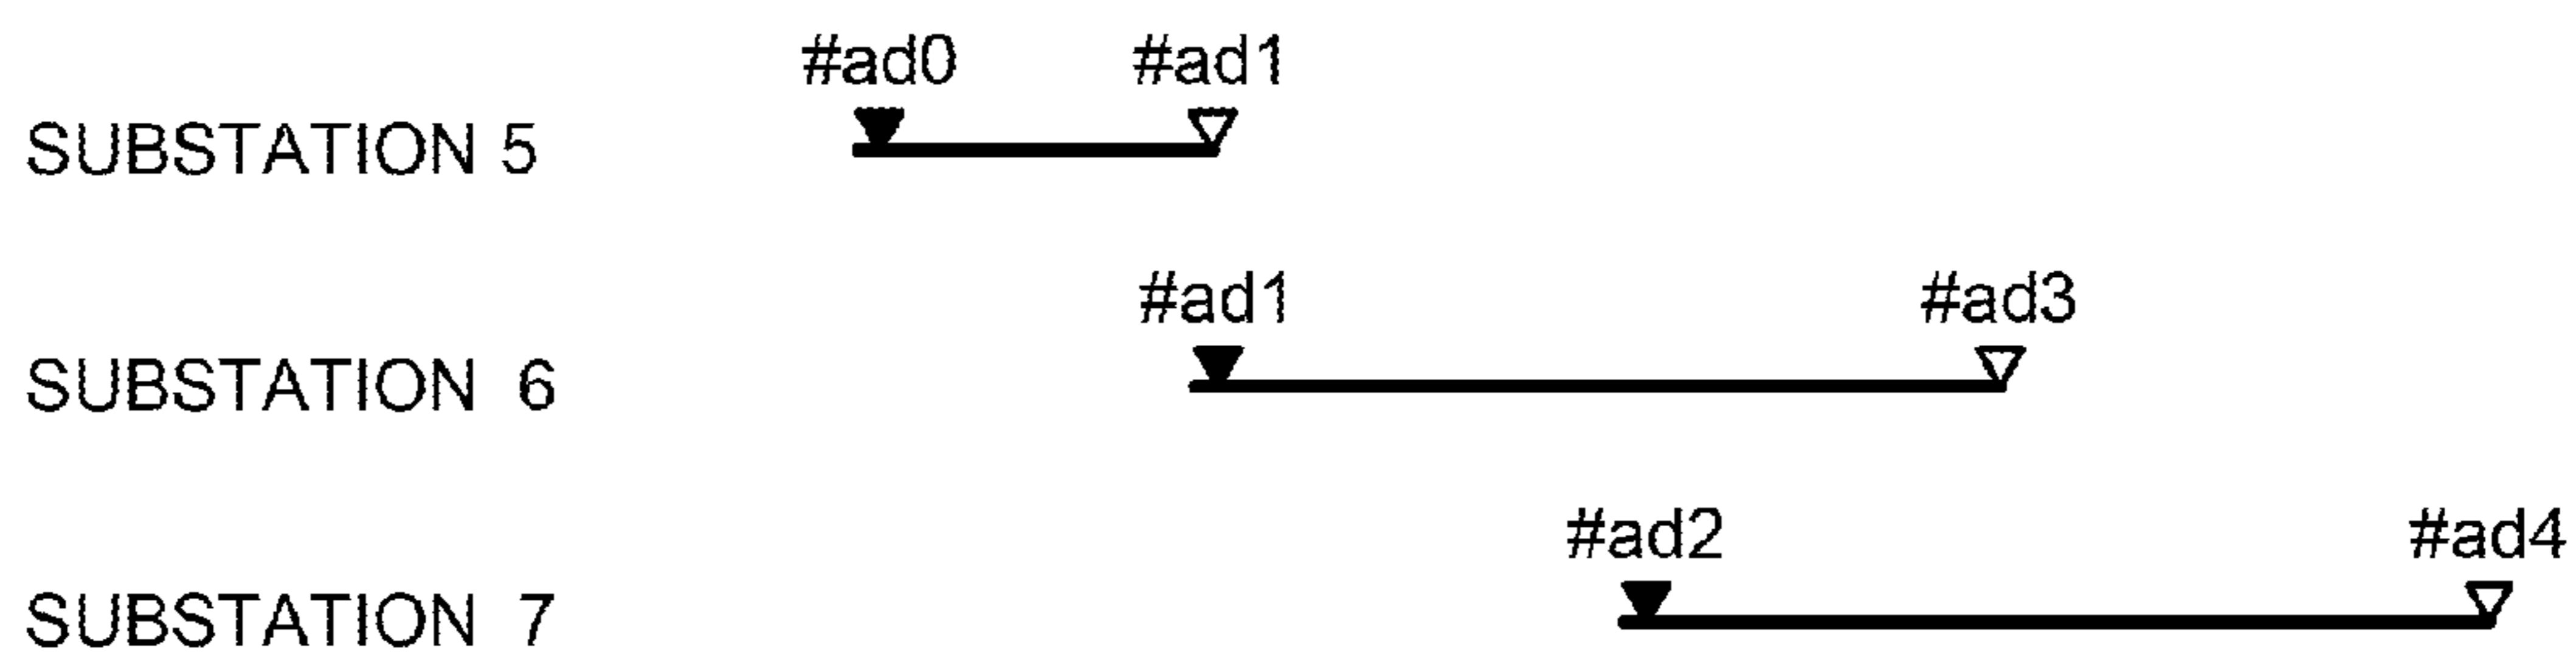 #ad0 #ad1
SUBSTATION 5
#ad1 #ad3
SUBSTATION 6
#ad2 #ad4
SUBSTATION 7